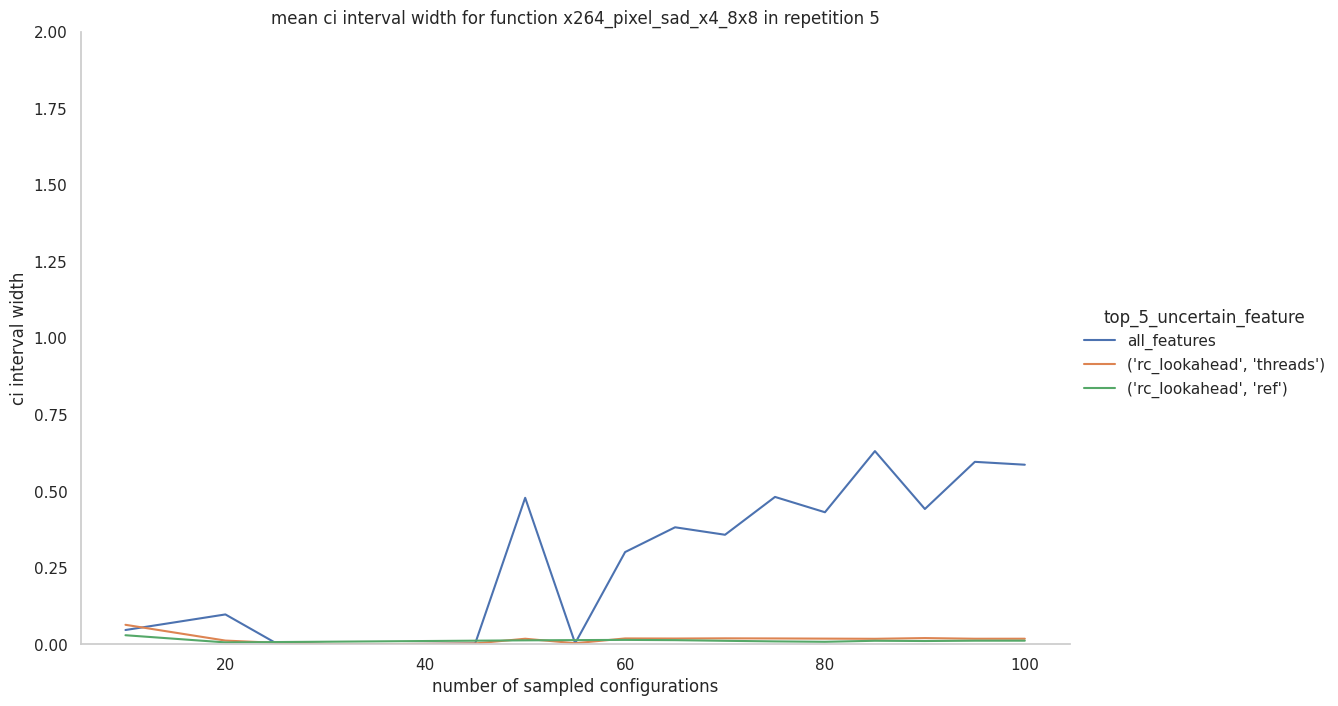 mean ci interval width for function x264_pixel_sad_x4_8x8 in repetition 5
2.00
1.75
1.50
1.25
1.00
0.75
0.50
0.25
0.00
ci interval width
20
40
60
80
100
number of sampled configurations
top_5_uncertain_feature
all_features
('rc_lookahead', 'threads')
('rc_lookahead', 'ref')